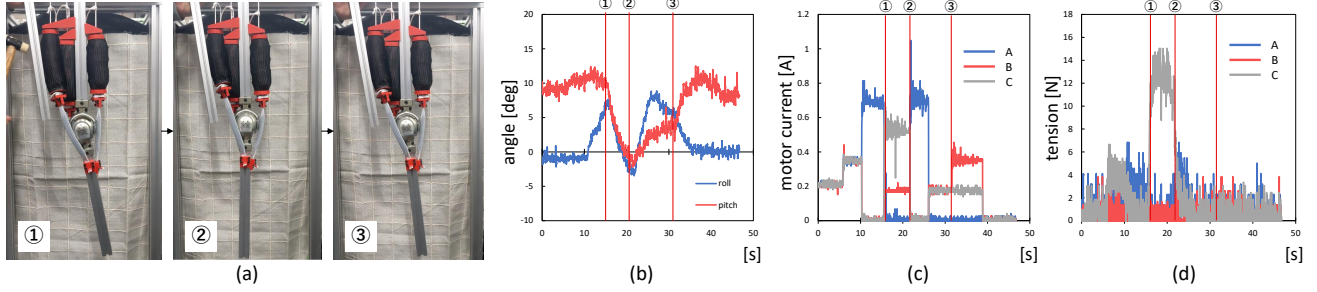 ①
②
③
(a)
① ② ③
20
15
10
5
0
-5
-10
angle [deg]
0 10 20 30 40 50
[s]
roll
pitch
(b)
① ② ③
1.2
1
0.8
0.6
0.4
0.2
0
motor current [A]
0 10 20 30 40 50
[s]
A
B
C
(c)
① ② ③
18
16
14
12
10
8
6
4
2
0
tension [N]
0 10 20 30 40 50
[s]
A
B
C
(d)